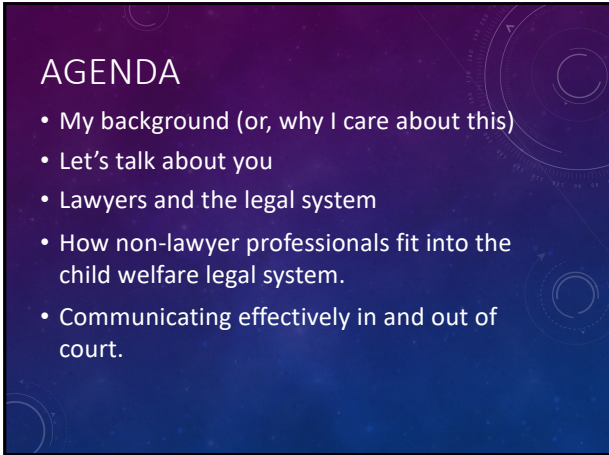 AGENDA
• My background (or, why I care about this)
• Let’s talk about you
• Lawyers and the legal system
• How non-lawyer professionals fit into the
child welfare legal system.
• Communicating effectively in and out of
court.